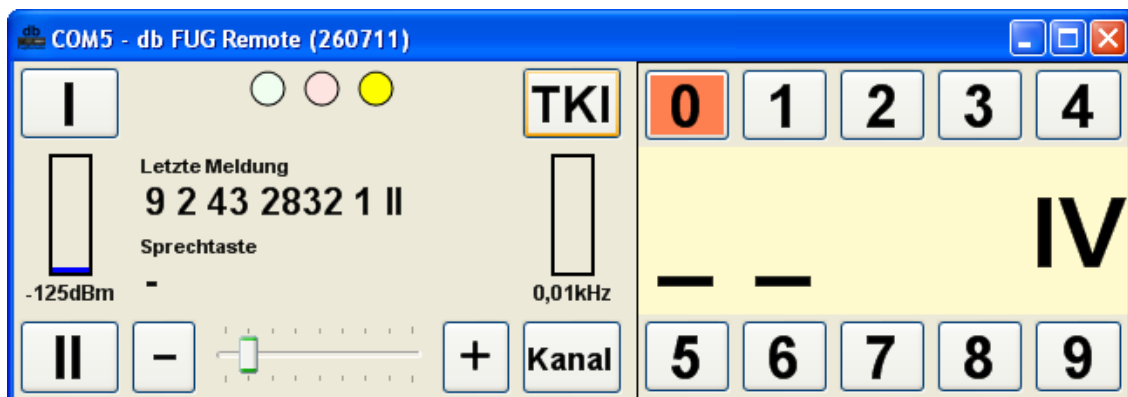 COM5 - db FUG Remote (260711)
I
TKI
0 1 2 3 4
Letzte Meldung
9 2 43 2832 1 II
Sprechtaste
-
-125dBm
0,01kHz
_ _ IV
II
-
+
Kanal
5 6 7 8 9